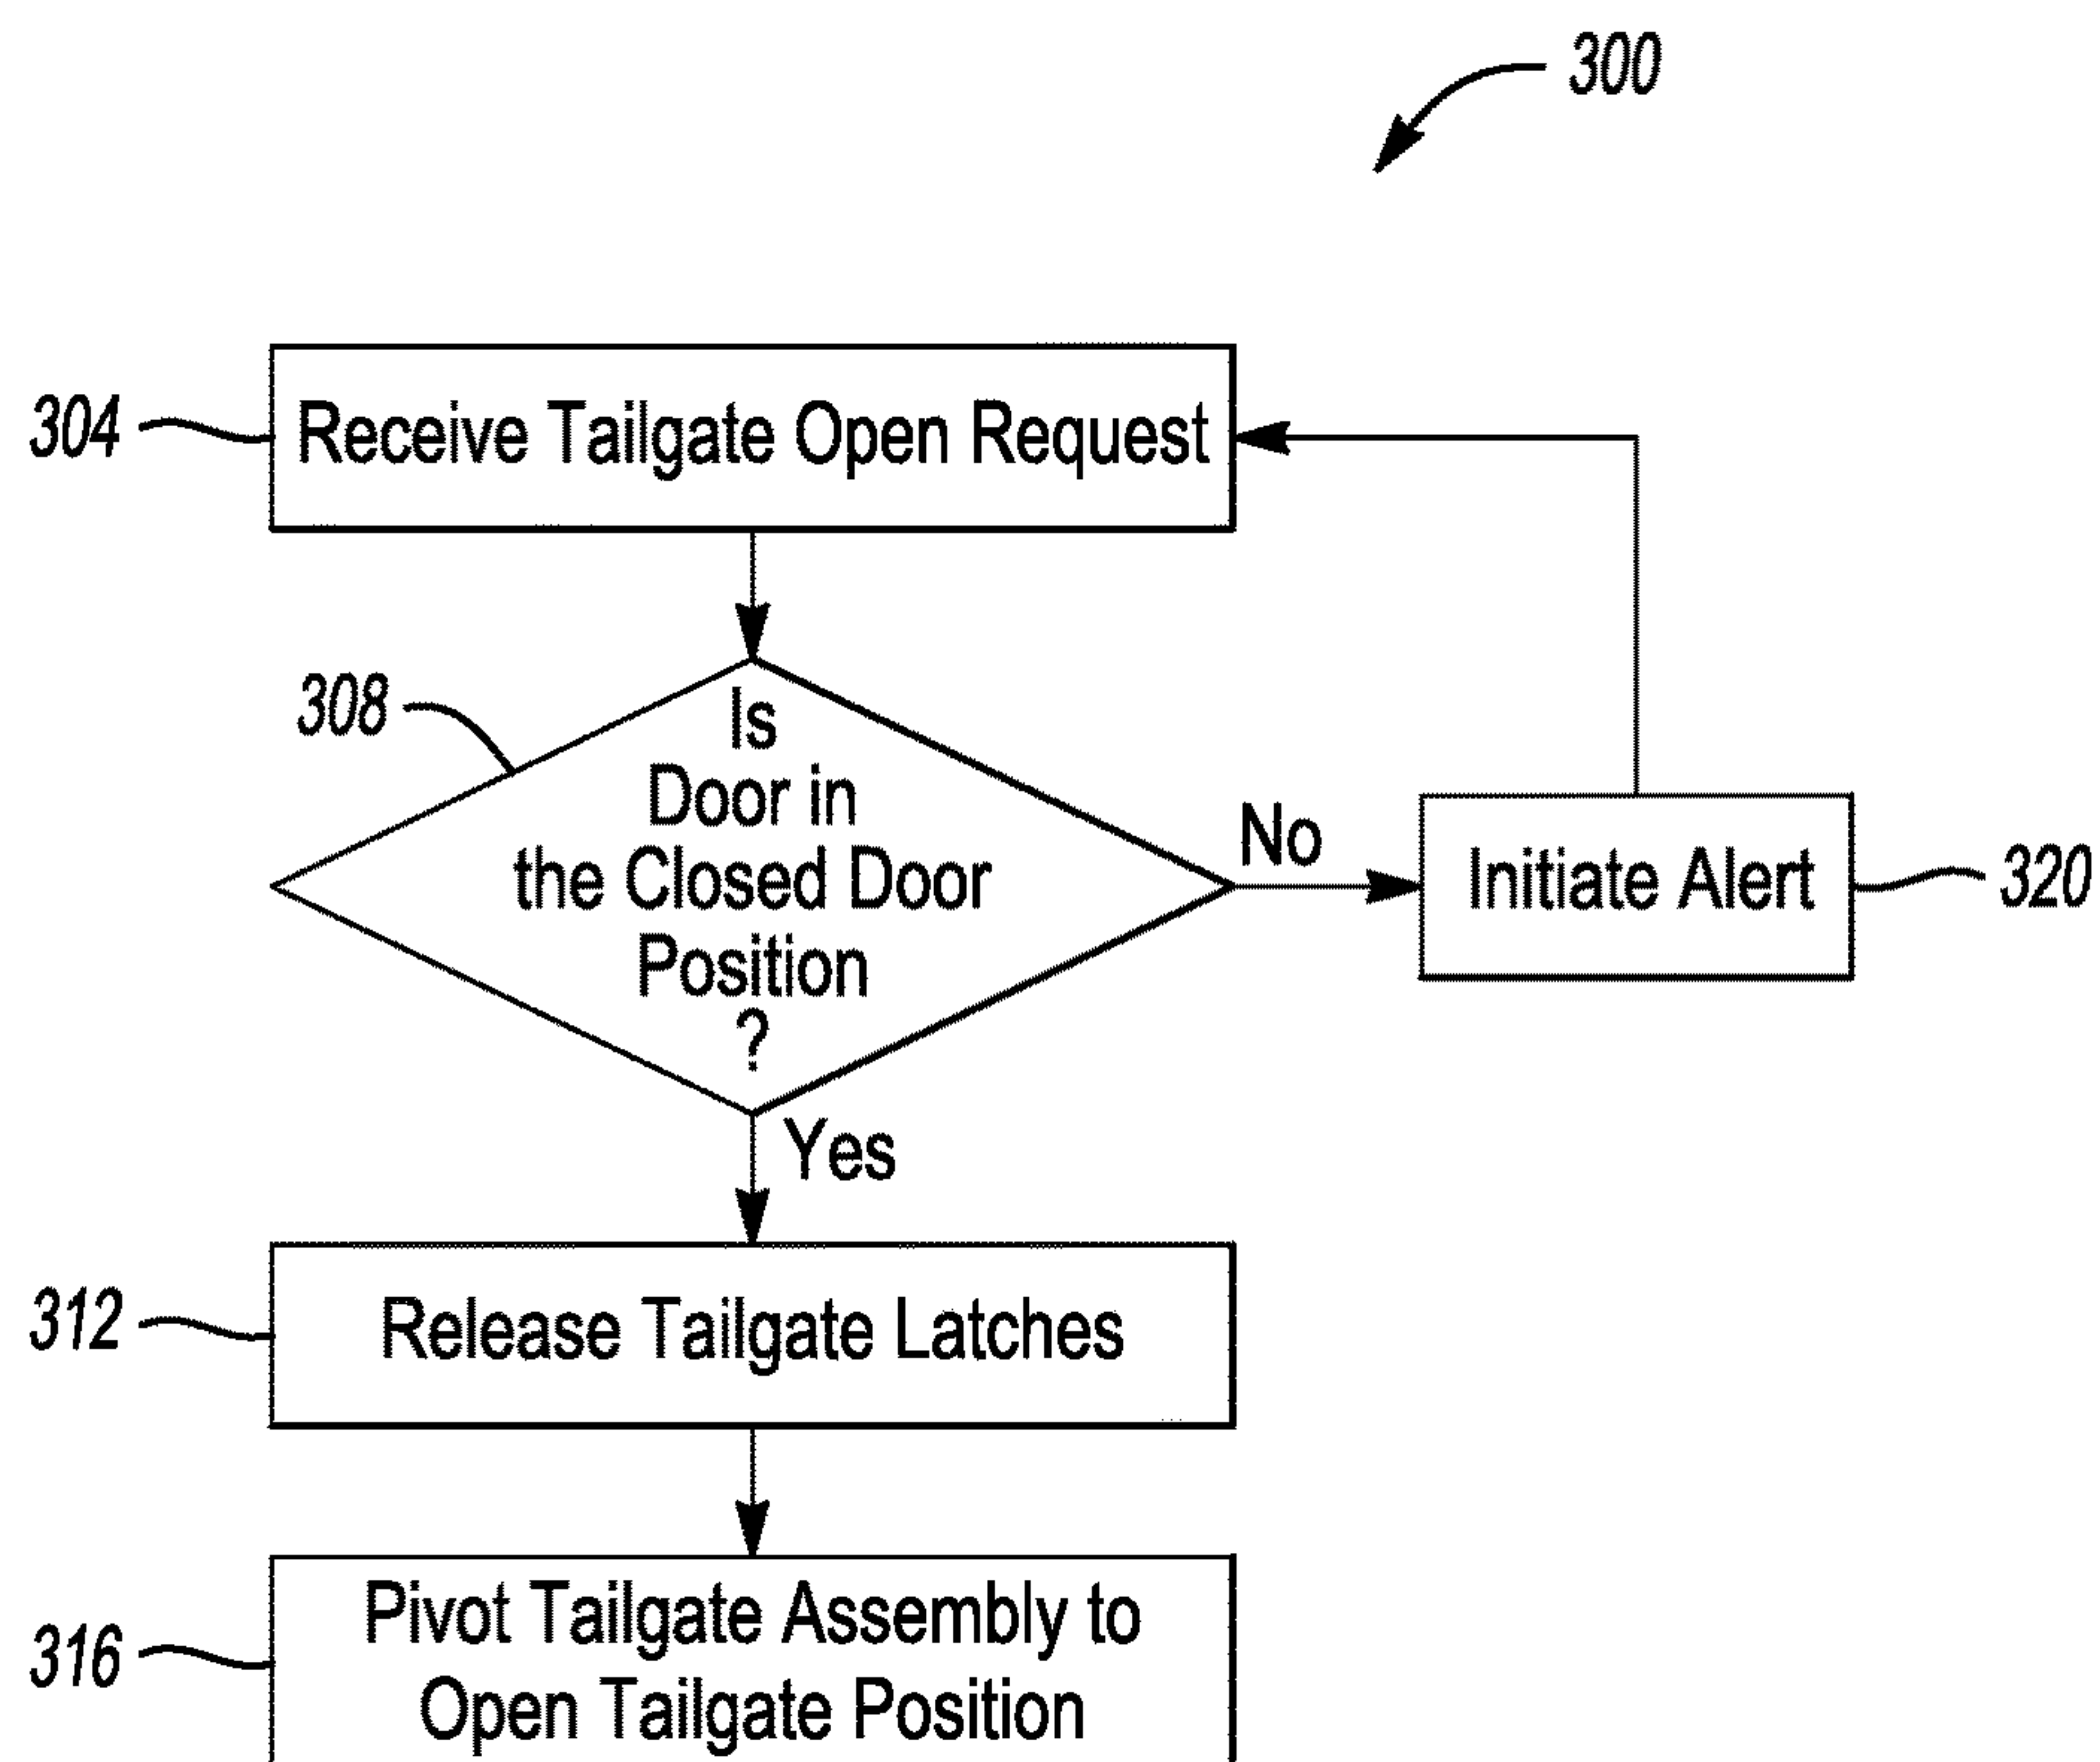 300
304
Receive Tailgate Open Request
308
Is
Door in
the Closed Door
Position
?
No
Initiate Alert
320
Yes
312
Release Tailgate Latches
316
Pivot Tailgate Assembly to
Open Tailgate Position